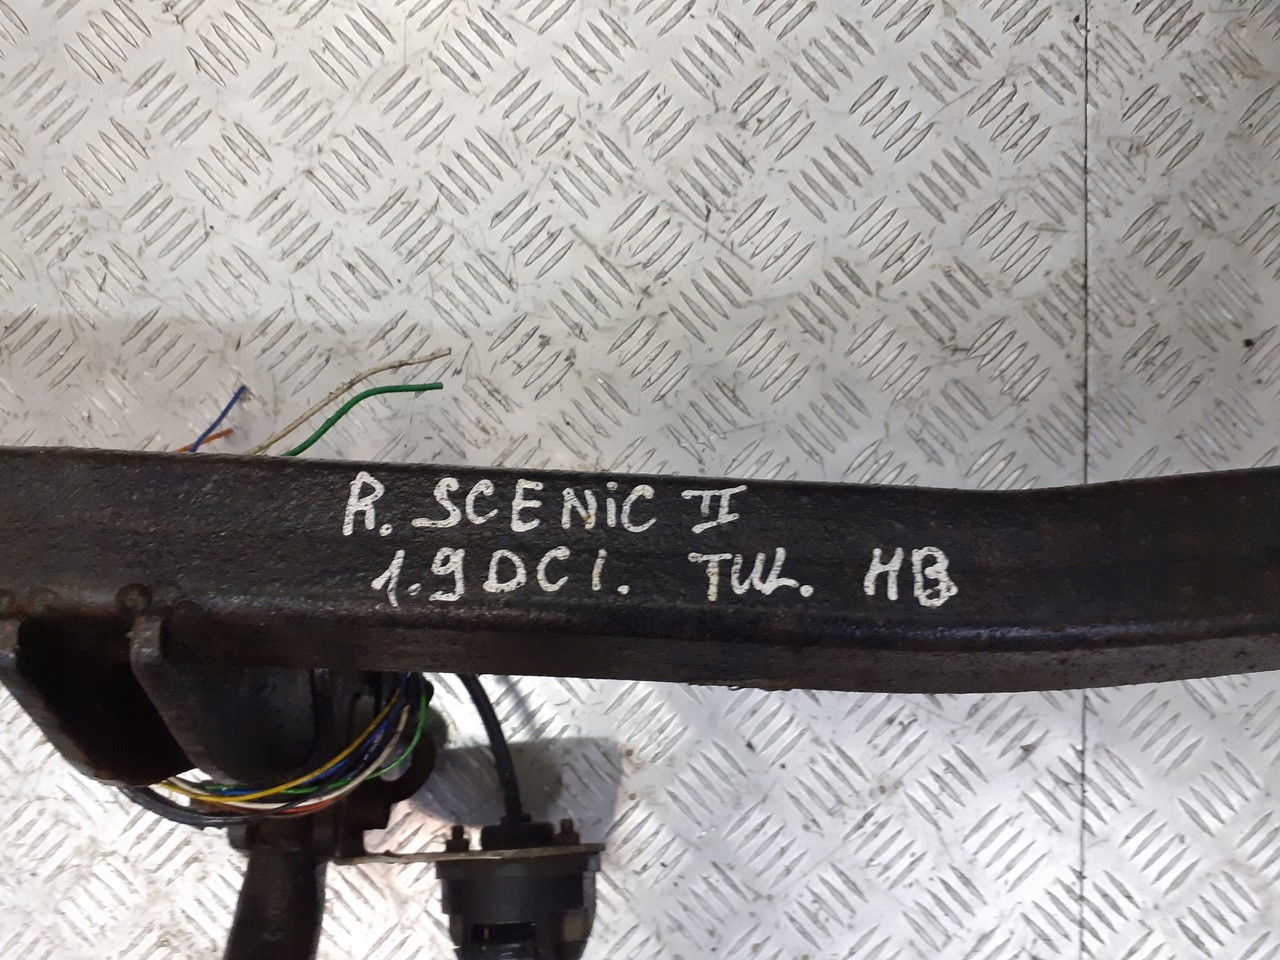 R. SCENiC II
1.9 DCI. TUL. HB